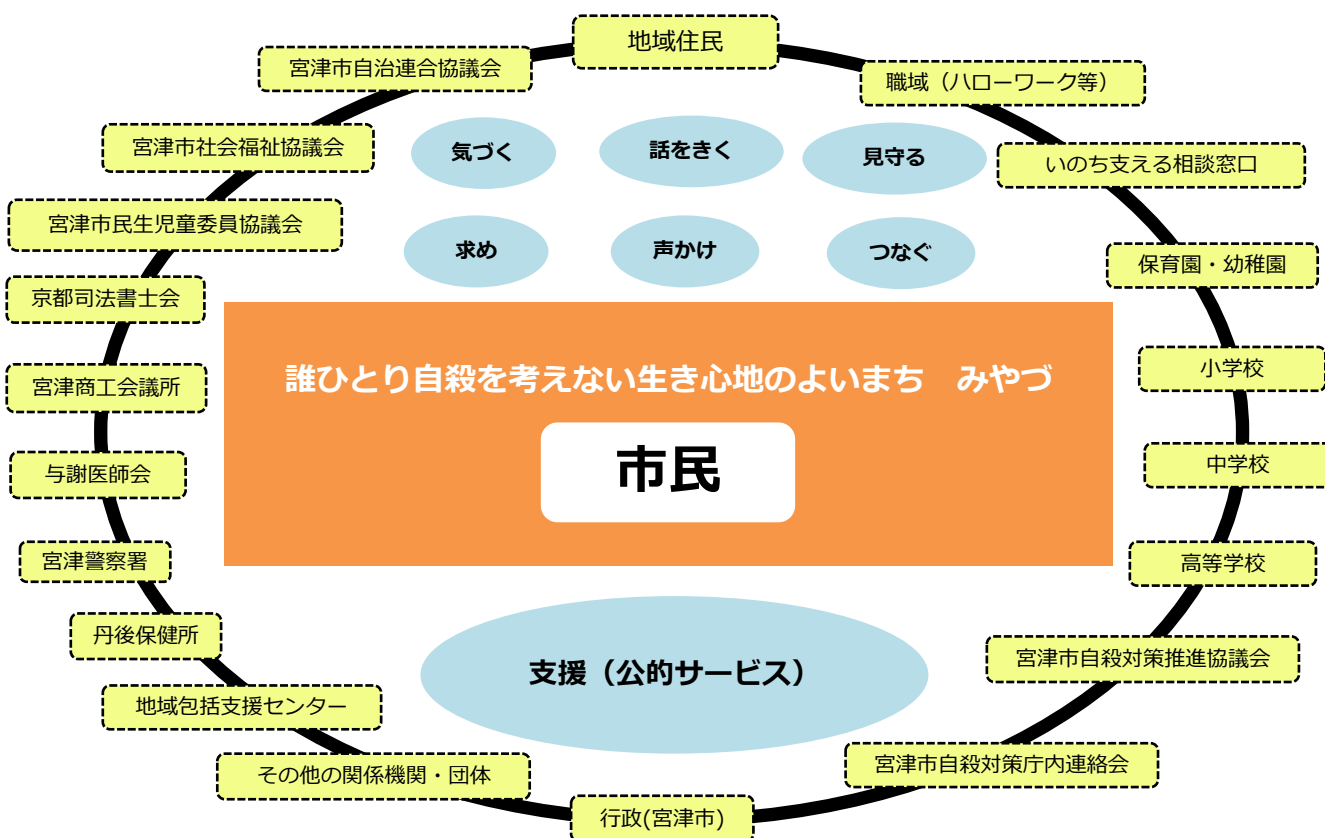 地域住民
宮津市自治連合協議会
職域（ハローワーク等）
宮津市社会福祉協議会
気づく
話をきく
見守る
いのち支える相談窓口
宮津市民生児童委員協議会
求め
声かけ
つなぐ
保育園・幼稚園
京都司法書士会
誰ひとり自殺を考えない生き心地のよいまち　みやづ
小学校
宮津商工会議所
市民
中学校
与謝医師会
宮津警察署
高等学校
丹後保健所
宮津市自殺対策推進協議会
支援（公的サービス）
地域包括支援センター
宮津市自殺対策庁内連絡会
その他の関係機関・団体
行政(宮津市)